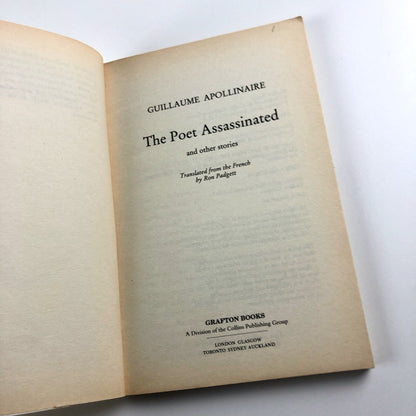 GUILLAUME APOLLINAIRE
The Poet Assassinated
and other stories
Translated from the French
by Ron Padgett
GRAFTON BOOKS
A Division of the Collins Publishing Group
LONDON GLASGOW
TORONTO SYDNEY AUCKLAND